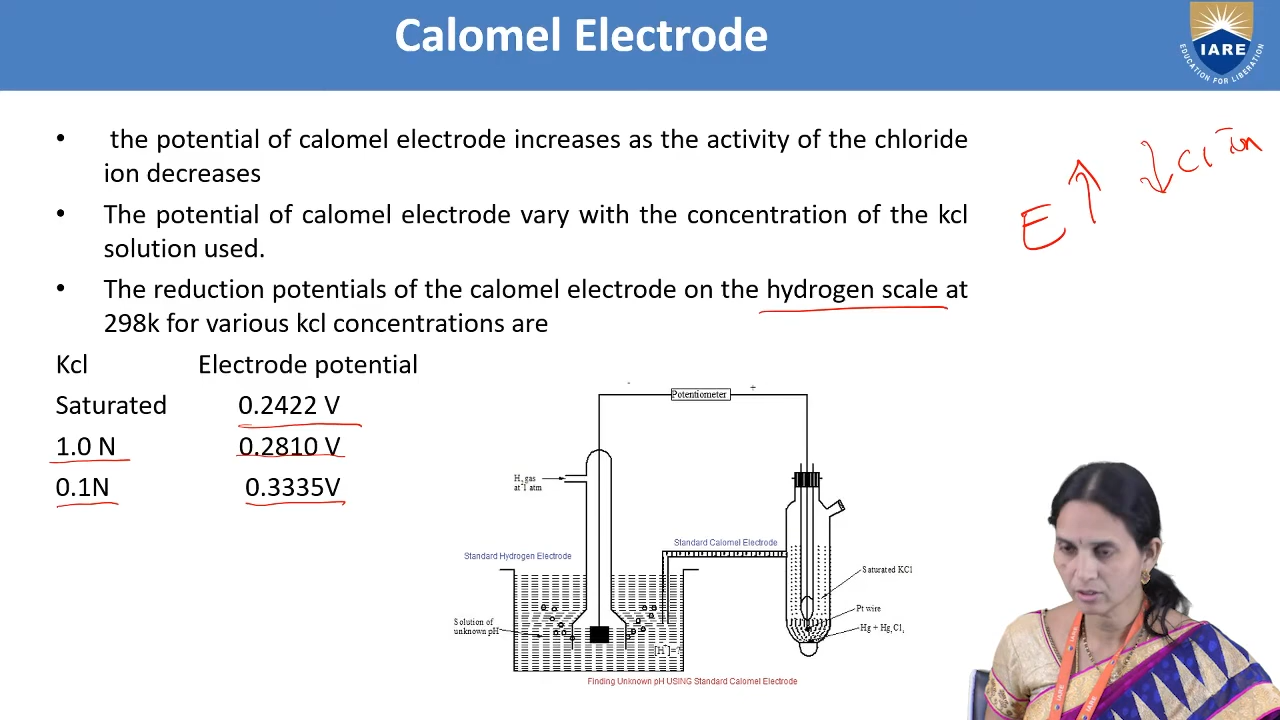 Calomel Electrode
IARE
EDUCATION FOR LIBERATION
• the potential of calomel electrode increases as the activity of the chloride
ion decreases
• The potential of calomel electrode vary with the concentration of the kcl
solution used.
• The reduction potentials of the calomel electrode on the hydrogen scale at
298k for various kcl concentrations are
E ↑ ↓ Cl⁻ ion
Kcl Electrode potential
Saturated 0.2422 V
1.0 N 0.2810 V
0.1N 0.3335V
- Potentiometer +
H₂ gas
at 1 atm
Standard Calomel Electrode
Standard Hydrogen Electrode
Saturated KCl
Pt wire
Solution of
unknown pH
Hg + Hg₂Cl₂
[H⁺]=?
Finding Unknown pH USING Standard Calomel Electrode
IARE